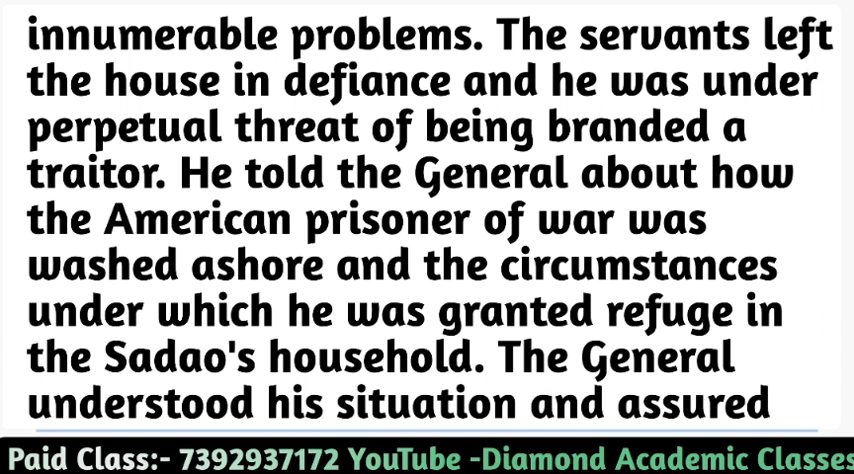 innumerable problems. The servants left
the house in defiance and he was under
perpetual threat of being branded a
traitor. He told the General about how
the American prisoner of war was
washed ashore and the circumstances
under which he was granted refuge in
the Sadao's household. The General
understood his situation and assured
Paid Class:- 7392937172 YouTube -Diamond Academic Classes